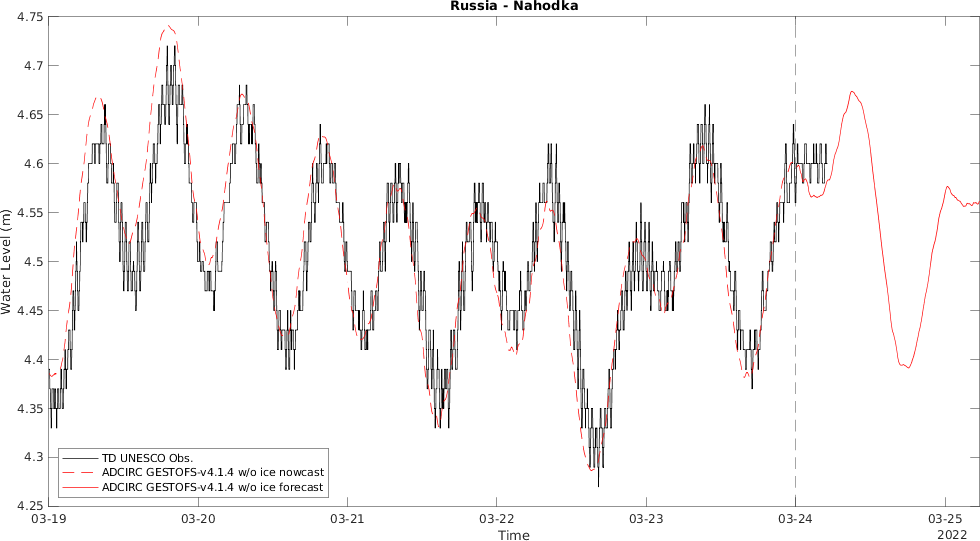 Russia - Nahodka
4.75
4.7
4.65
4.6
4.55
4.5
4.45
4.4
4.35
4.3
4.25
Water Level (m)
TD UNESCO Obs.
ADCIRC GESTOFS-v4.1.4 w/o ice nowcast
ADCIRC GESTOFS-v4.1.4 w/o ice forecast
03-19 03-20 03-21 03-22 03-23 03-24 03-25
Time
2022